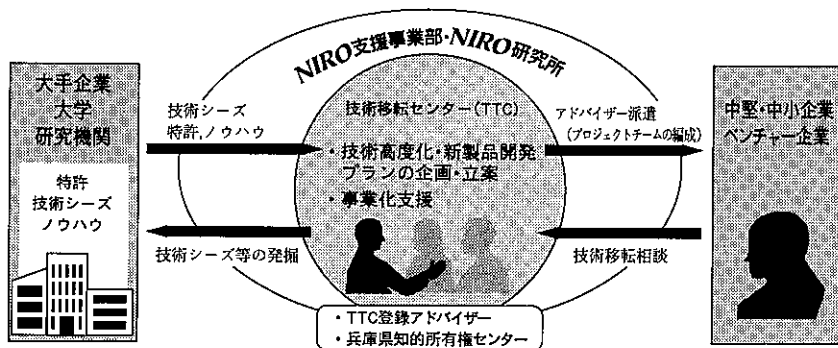 NIRO支援事業部・NIRO研究所
大手企業
大学
研究機関
特許
技術シーズ
ノウハウ
技術シーズ
特許,ノウハウ
技術シーズ等の発掘
技術移転センター(TTC)
・技術高度化・新製品開発
プランの企画・立案
・事業化支援
アドバイザー派遣
(プロジェクトチームの編成)
技術移転相談
中堅・中小企業
ベンチャー企業
・TTC登録アドバイザー
・兵庫県知的所有権センター